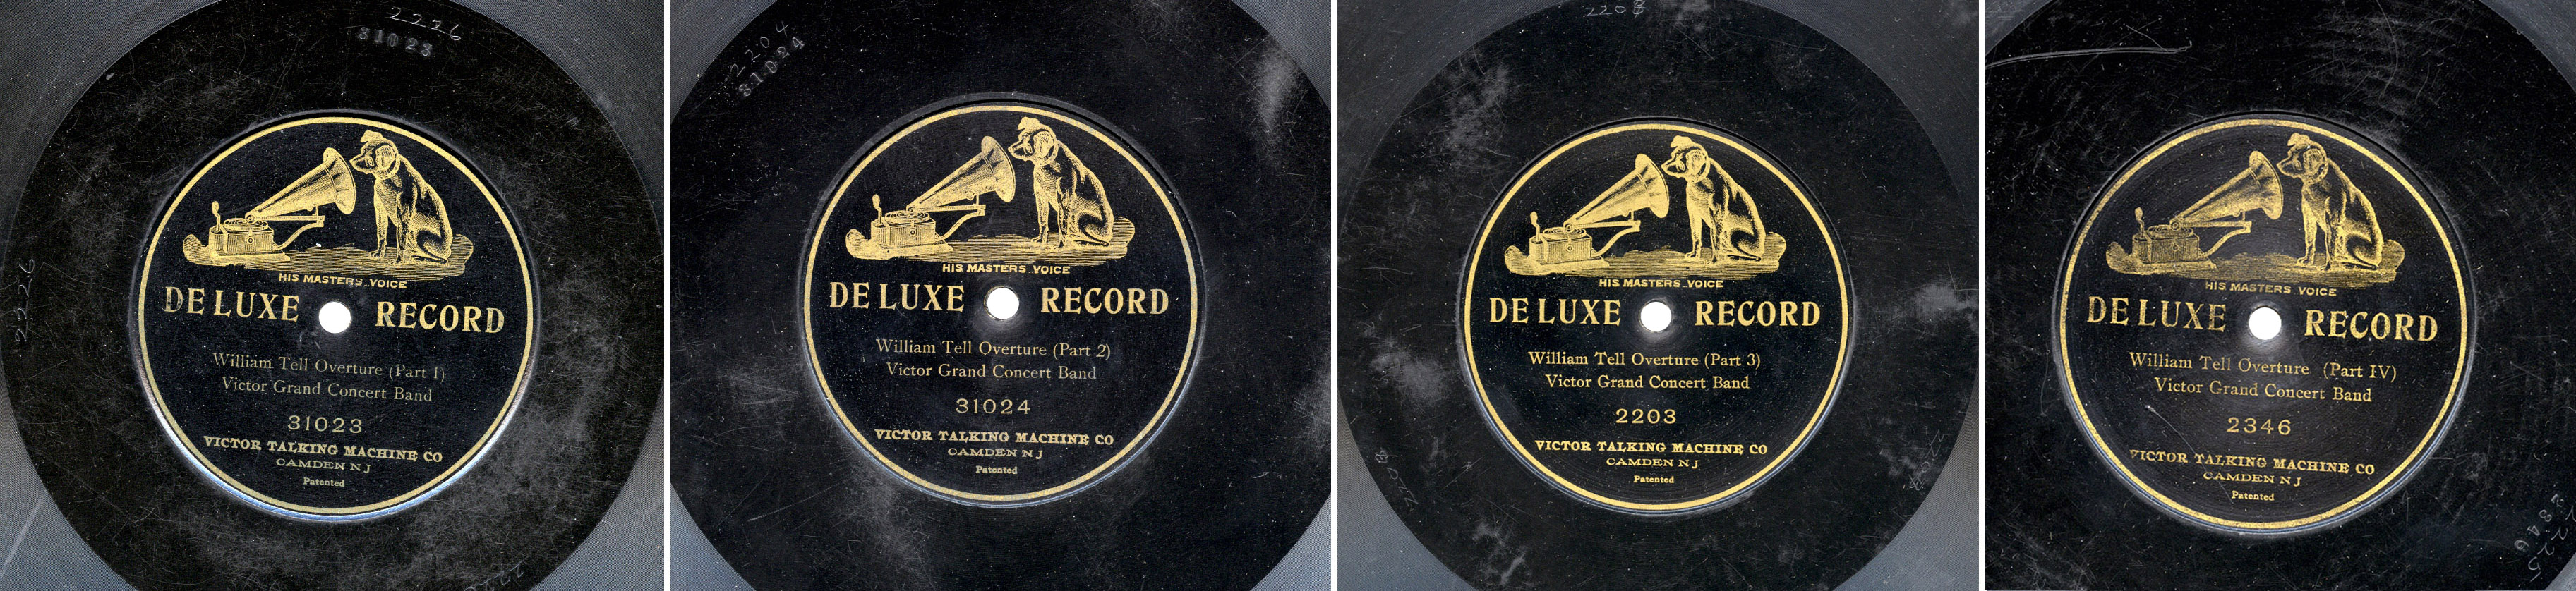 2226
31023
2226
HIS MASTERS VOICE
DE LUXE RECORD
William Tell Overture (Part 1)
Victor Grand Concert Band
31023
VICTOR TALKING MACHINE CO
CAMDEN N J
Patented
2204
31024
HIS MASTERS VOICE
DE LUXE RECORD
William Tell Overture (Part 2)
Victor Grand Concert Band
31024
VICTOR TALKING MACHINE CO
CAMDEN N J
Patented
HIS MASTERS VOICE
DE LUXE RECORD
William Tell Overture (Part 3)
Victor Grand Concert Band
2203
VICTOR TALKING MACHINE CO
CAMDEN N J
Patented
HIS MASTERS VOICE
DE LUXE RECORD
William Tell Overture (Part IV)
Victor Grand Concert Band
2346
VICTOR TALKING MACHINE CO
CAMDEN N J
Patented
2346